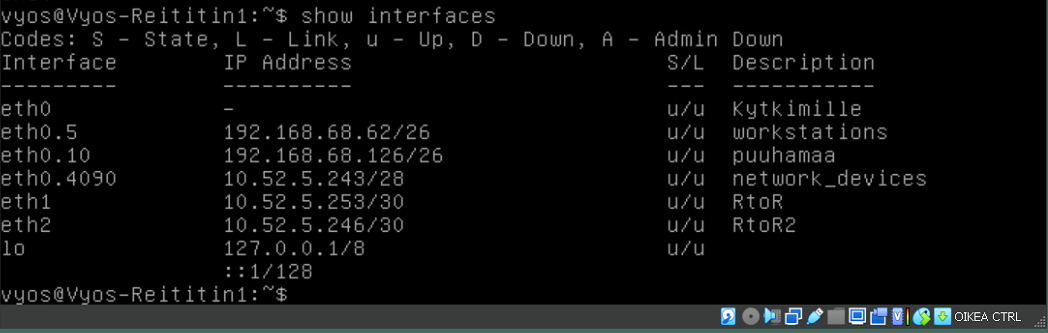 vyos@Vyos-Reititin1:~$ show interfaces
Codes: S - State, L - Link, u - Up, D - Down, A - Admin Down
Interface        IP Address                        S/L  Description
---------        ----------                        ---  -----------
eth0             -                                 u/u  Kytkimille
eth0.5           192.168.68.62/26                  u/u  workstations
eth0.10          192.168.68.126/26                 u/u  puuhamaa
eth0.4090        10.52.5.243/28                    u/u  network_devices
eth1             10.52.5.253/30                    u/u  RtoR
eth2             10.52.5.246/30                    u/u  RtoR2
lo               127.0.0.1/8                       u/u
                 ::1/128
vyos@Vyos-Reititin1:~$
OIKEA CTRL